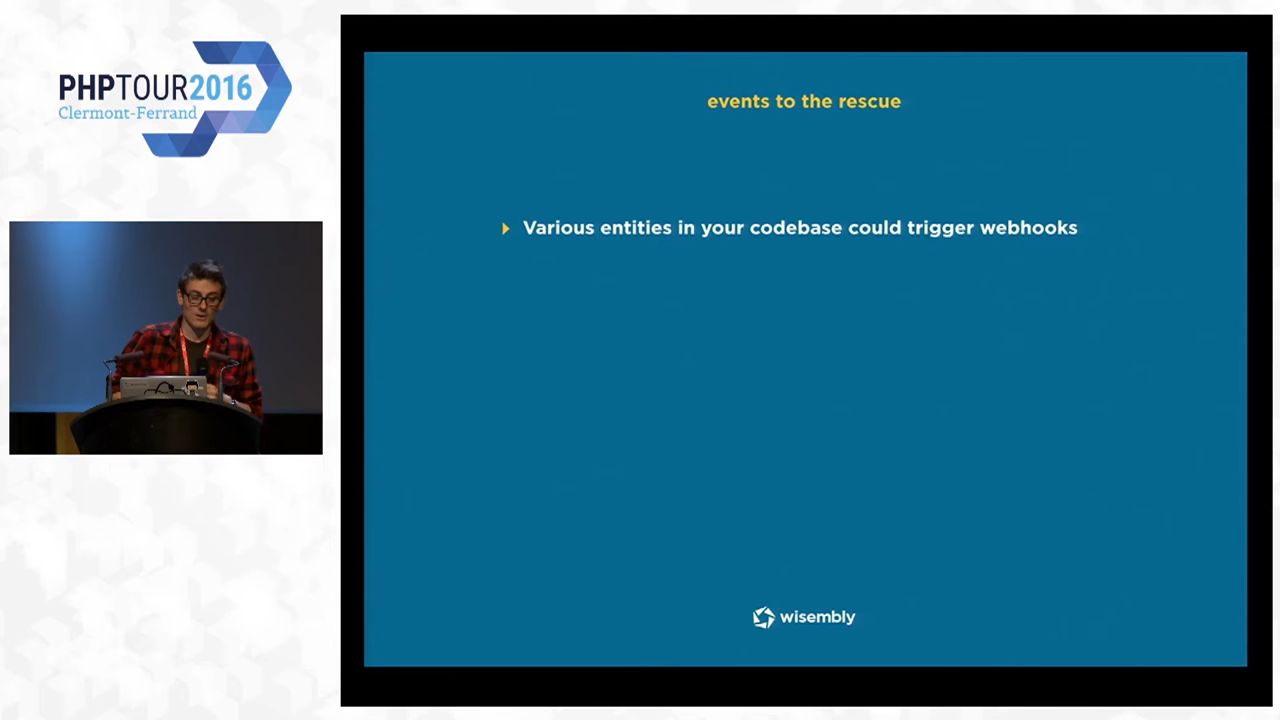 PHPTOUR2016
Clermont-Ferrand
events to the rescue
Various entities in your codebase could trigger webhooks
wisembly